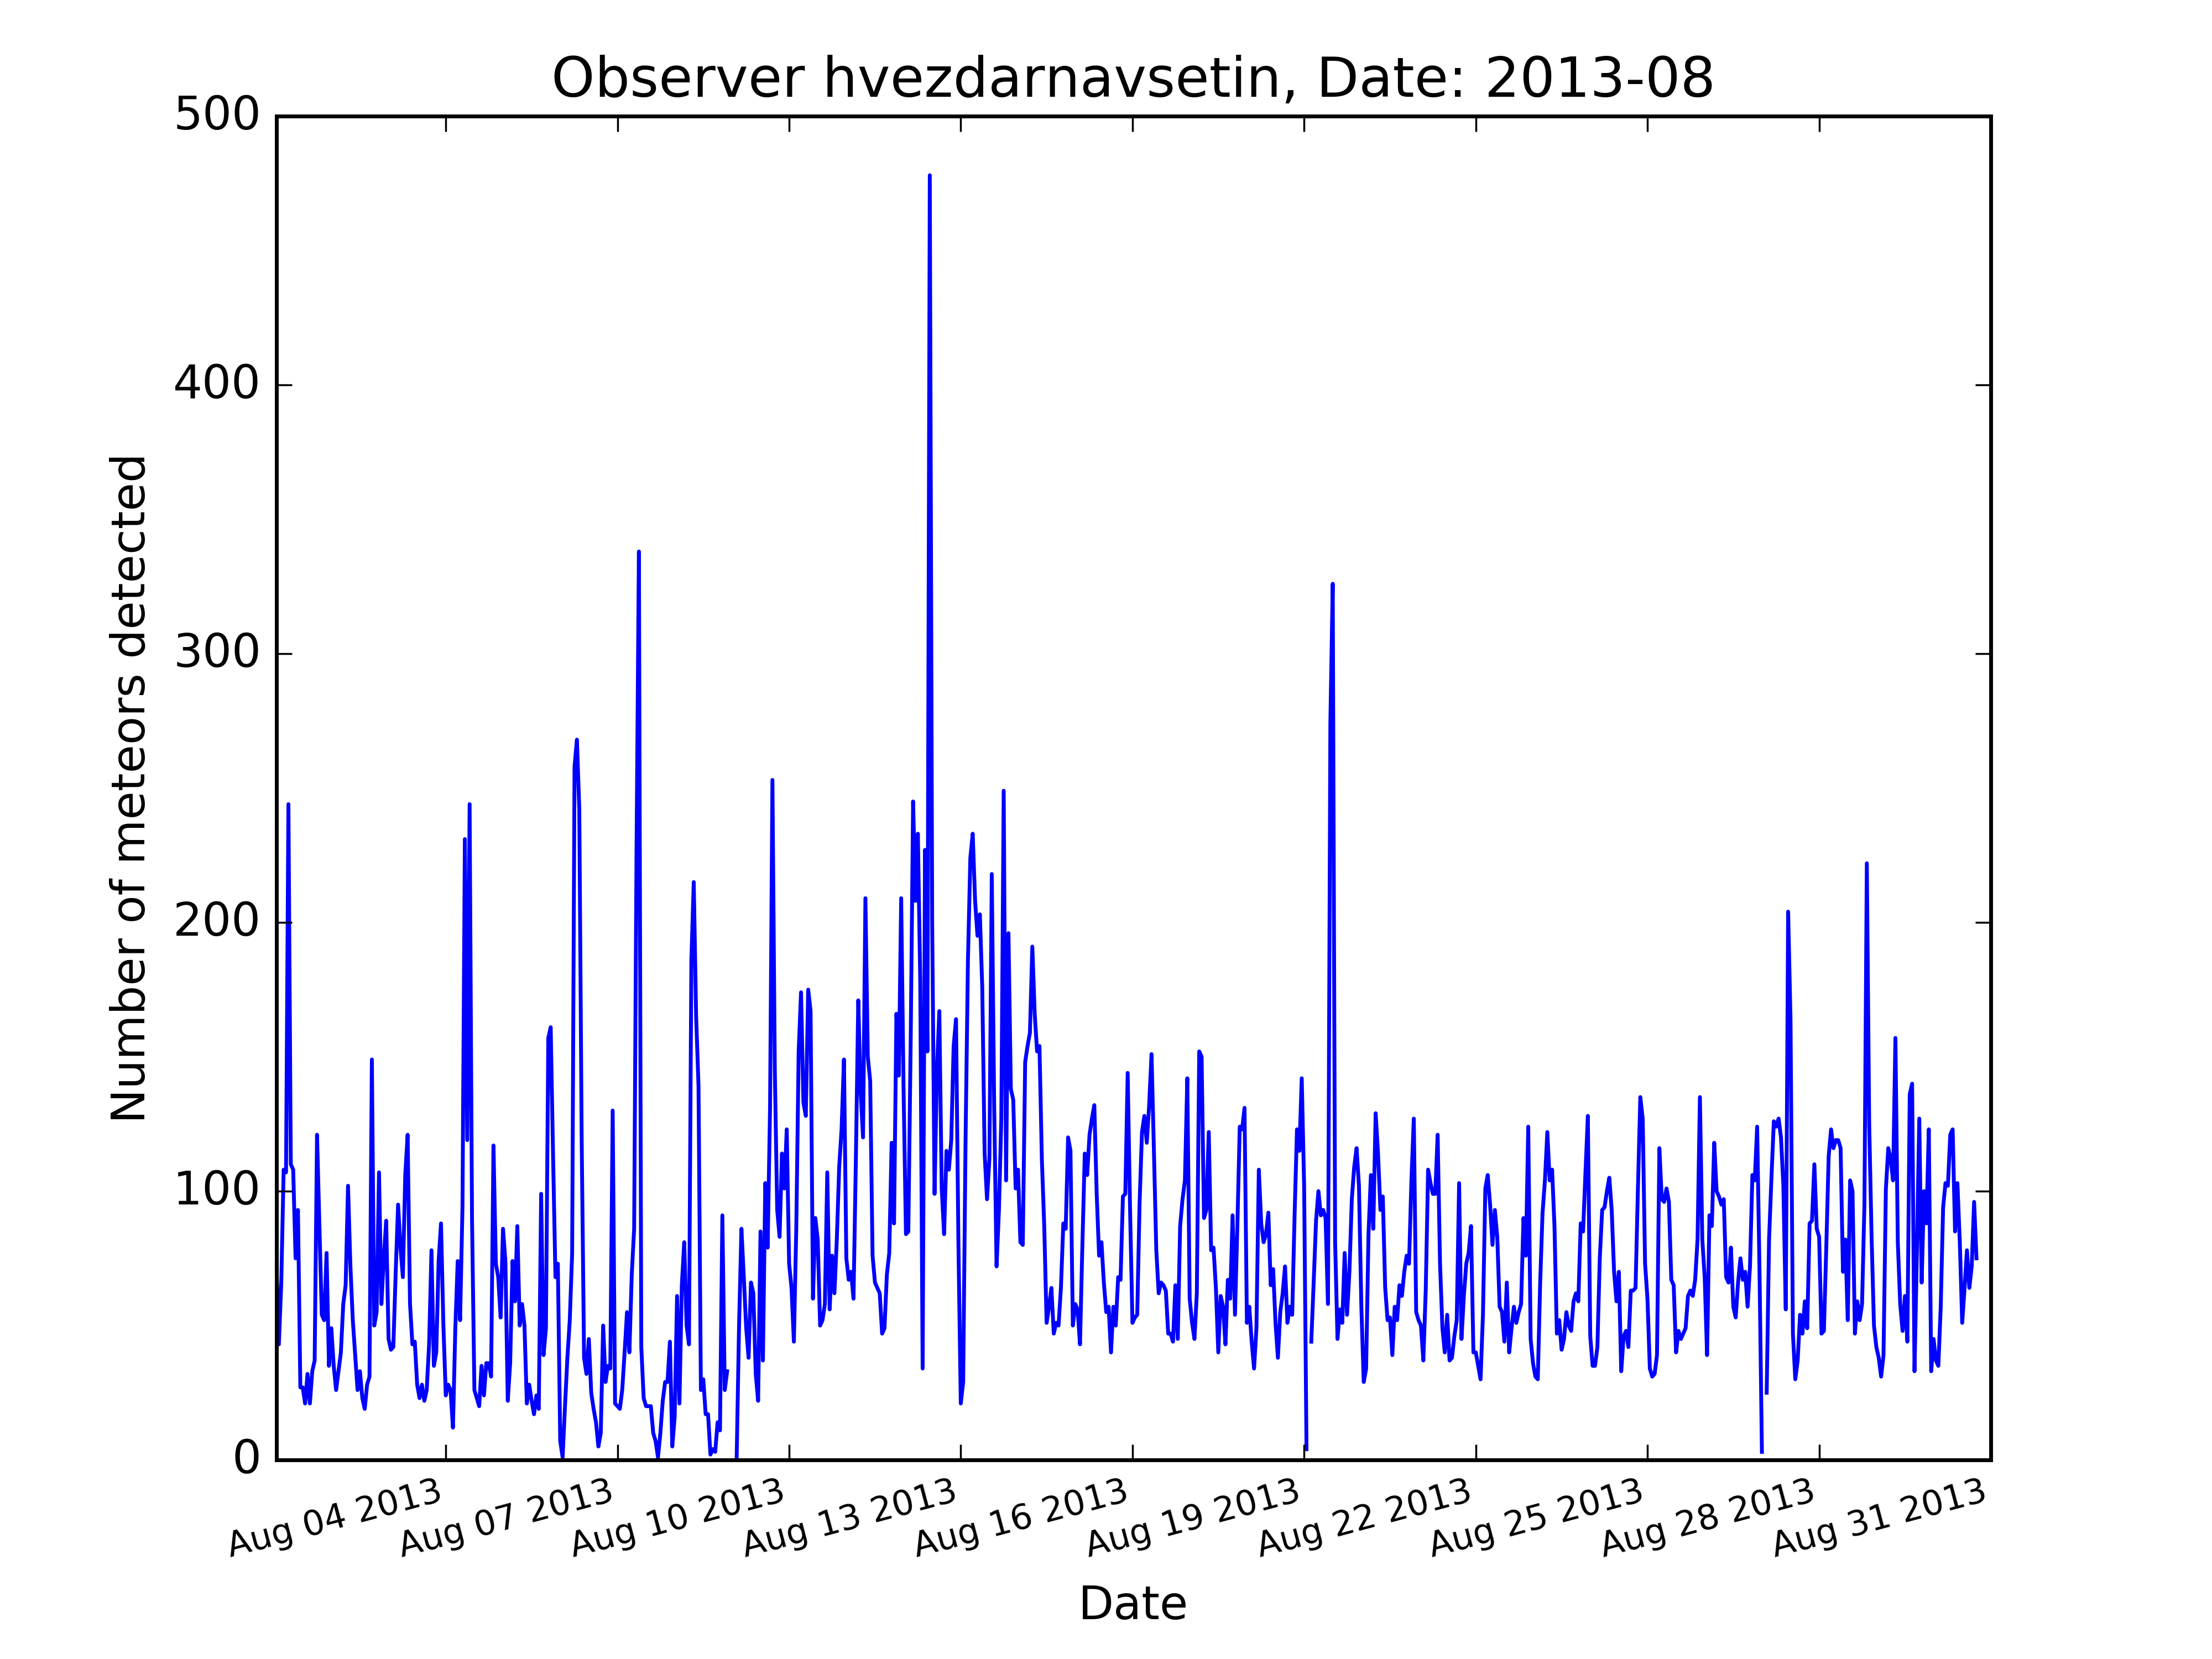 Observer hvezdarnavsetin, Date: 2013-08
500
400
300
200
100
0
Number of meteors detected
Aug 04 2013
Aug 07 2013
Aug 10 2013
Aug 13 2013
Aug 16 2013
Aug 19 2013
Aug 22 2013
Aug 25 2013
Aug 28 2013
Aug 31 2013
Date